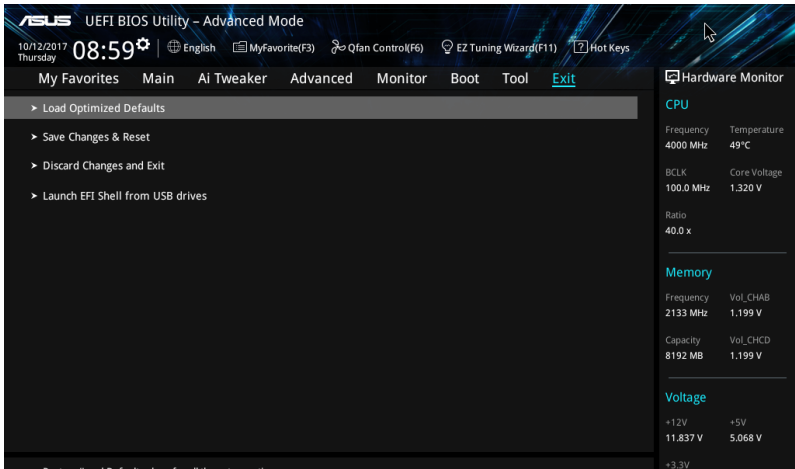 ASUS UEFI BIOS Utility – Advanced Mode
10/12/2017
Thursday
08:59
English
MyFavorite(F3)
Qfan Control(F6)
EZ Tuning Wizard(F11)
? Hot Keys
My Favorites Main Ai Tweaker Advanced Monitor Boot Tool Exit
➤ Load Optimized Defaults
➤ Save Changes & Reset
➤ Discard Changes and Exit
➤ Launch EFI Shell from USB drives
Hardware Monitor
CPU
Frequency Temperature
4000 MHz 49°C
BCLK Core Voltage
100.0 MHz 1.320 V
Ratio
40.0 x
Memory
Frequency Vol_CHAB
2133 MHz 1.199 V
Capacity Vol_CHCD
8192 MB 1.199 V
Voltage
+12V +5V
11.837 V 5.068 V
+3.3V